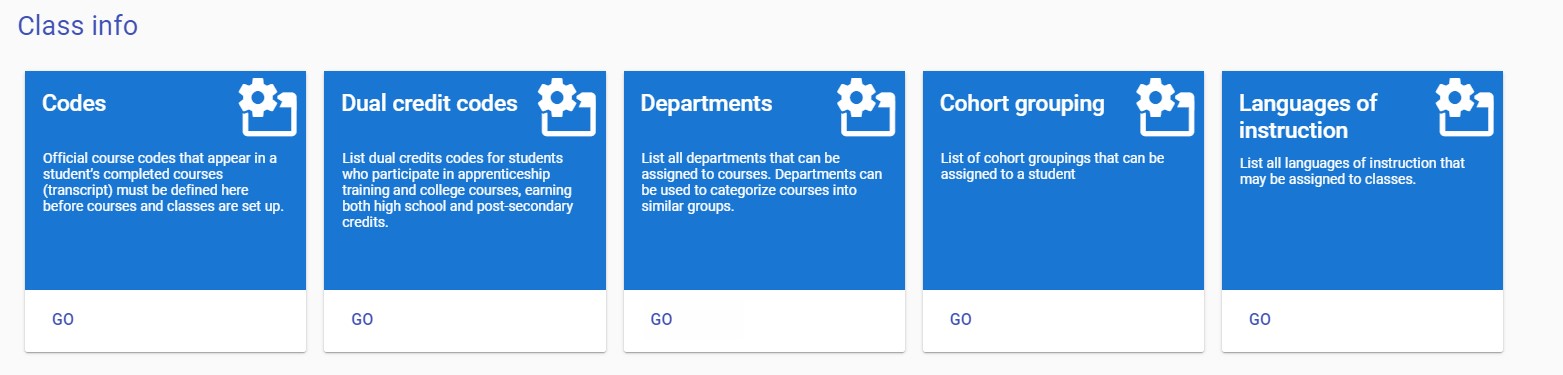 Class info
Codes
Official course codes that appear in a
student's completed courses
(transcript) must be defined here
before courses and classes are set up.
GO
Dual credit codes
List dual credits codes for students
who participate in apprenticeship
training and college courses, earning
both high school and post-secondary
credits.
GO
Departments
List all departments that can be
assigned to courses. Departments can
be used to categorize courses into
similar groups.
GO
Cohort grouping
List of cohort groupings that can be
assigned to a student
GO
Languages of
instruction
List all languages of instruction that
may be assigned to classes.
GO